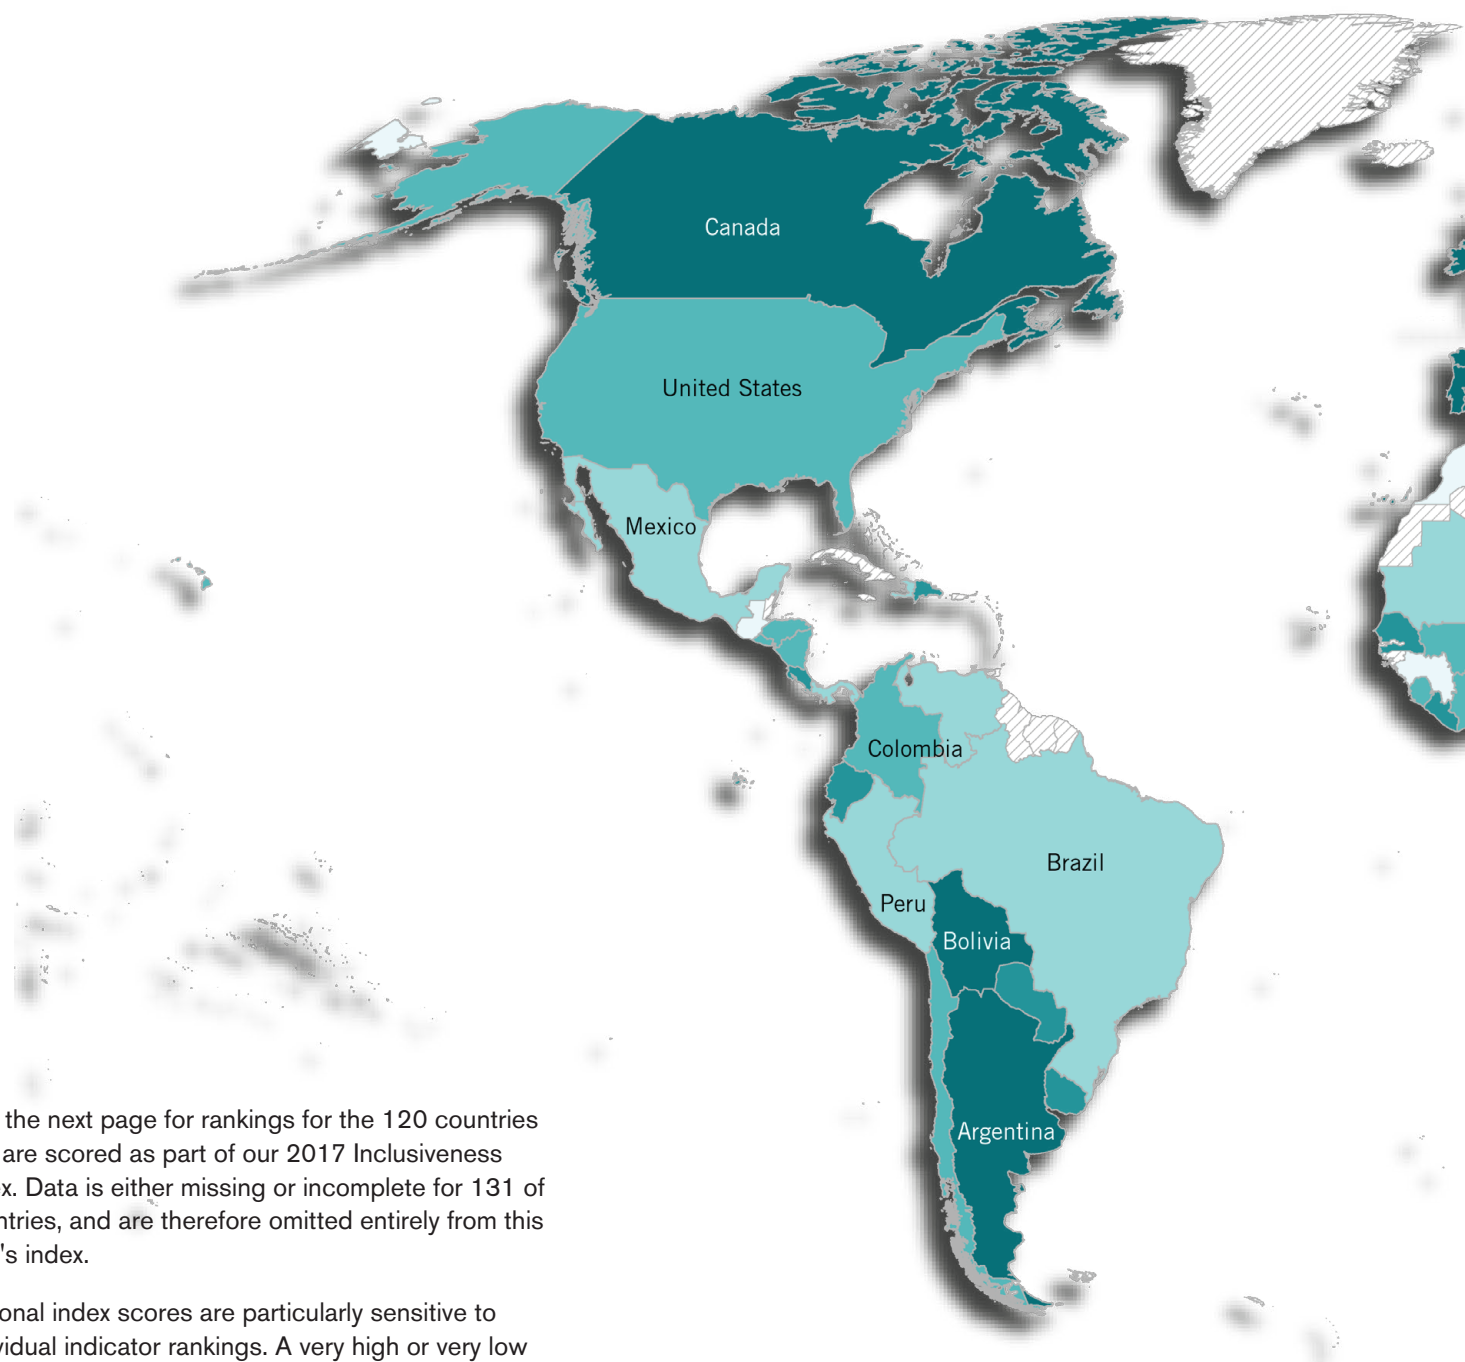 Canada
United States
Mexico
Colombia
Brazil
Peru
Bolivia
Argentina
the next page for rankings for the 120 countries
are scored as part of our 2017 Inclusiveness
x. Data is either missing or incomplete for 131 of
ntries, and are therefore omitted entirely from this
's index.
onal index scores are particularly sensitive to
vidual indicator rankings. A very high or very low